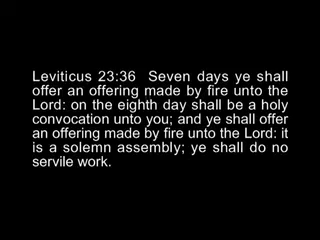 Leviticus 23:36  Seven days ye shall
offer an offering made by fire unto the
Lord: on the eighth day shall be a holy
convocation unto you; and ye shall offer
an offering made by fire unto the Lord: it
is a solemn assembly; ye shall do no
servile work.